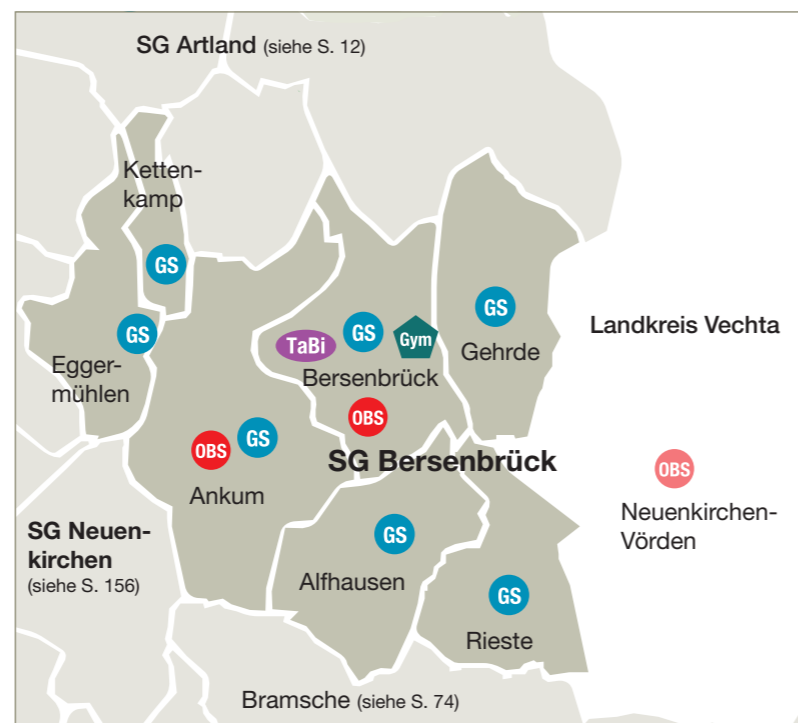 SG Artland (siehe S. 12)
Ketten-
kamp
GS
GS
Egger-
mühlen
TaBi
GS
Gym
Bersenbrück
OBS
GS
Gehrde
Landkreis Vechta
OBS
GS
Ankum
SG Bersenbrück
OBS
Neuenkirchen-
Vörden
SG Neuen-
kirchen
(siehe S. 156)
GS
Alfhausen
GS
Rieste
Bramsche (siehe S. 74)